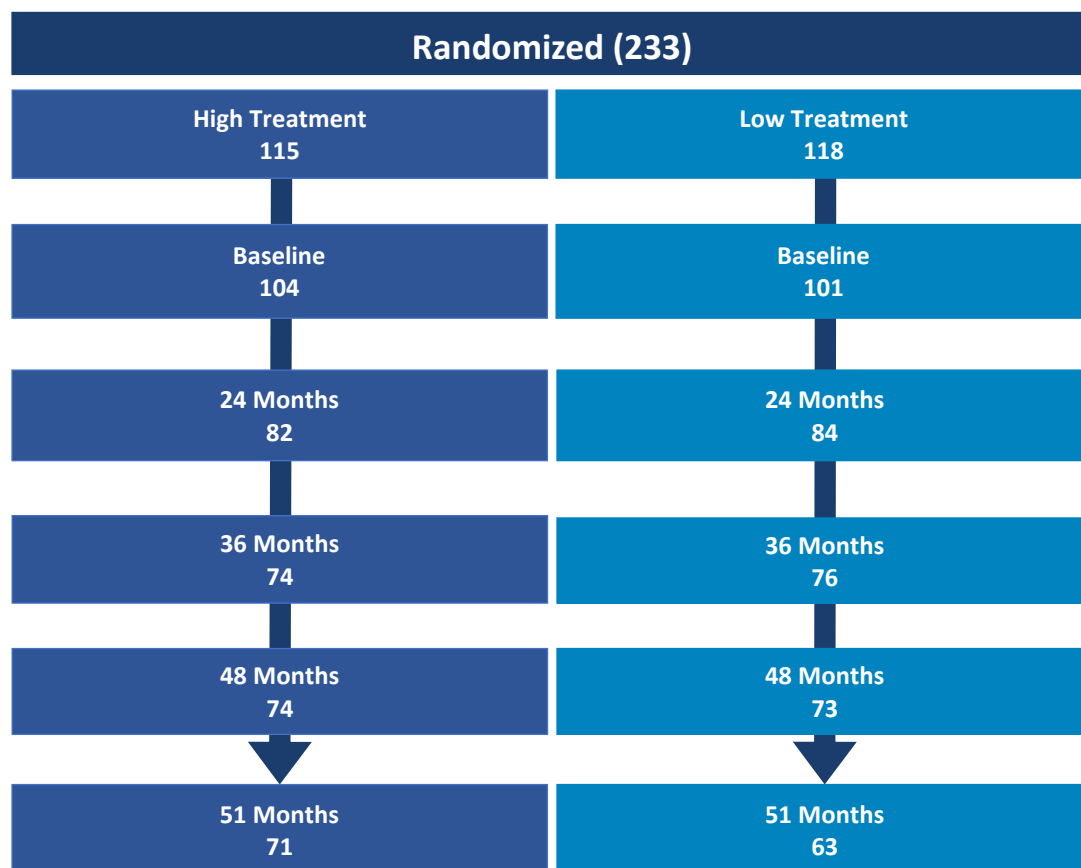 Randomized (233)
High Treatment
115
Low Treatment
118
Baseline
104
Baseline
101
24 Months
82
24 Months
84
36 Months
74
36 Months
76
48 Months
74
48 Months
73
51 Months
71
51 Months
63